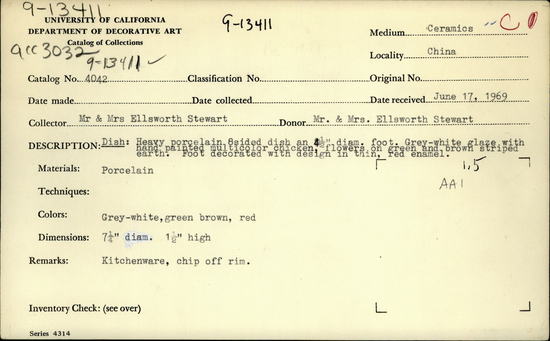 9-13411
UNIVERSITY OF CALIFORNIA
DEPARTMENT OF DECORATIVE ART
Catalog of Collections
acc 3032
9-13411 ✓
9-13411
Medium Ceramics
C
Locality China
Catalog No. 4042 Classification No. Original No.
Date made Date collected Date received June 17, 1969
Collector Mr & Mrs Ellsworth Stewart Donor Mr. & Mrs. Ellsworth Stewart
DESCRIPTION: Dish: Heavy porcelain 8sided dish an ½" diam. foot. Grey-white glaze with
hand painted multicolor chicken, flowers on green and brown striped
earth. Foot decorated with design in thin, red enamel.
Materials: Porcelain
1.5
AA1
Techniques:
Colors: Grey-white,green brown, red
Dimensions: 7¼" diam. 1½" high
Remarks: Kitchenware, chip off rim.
Inventory Check: (see over)
Series 4314